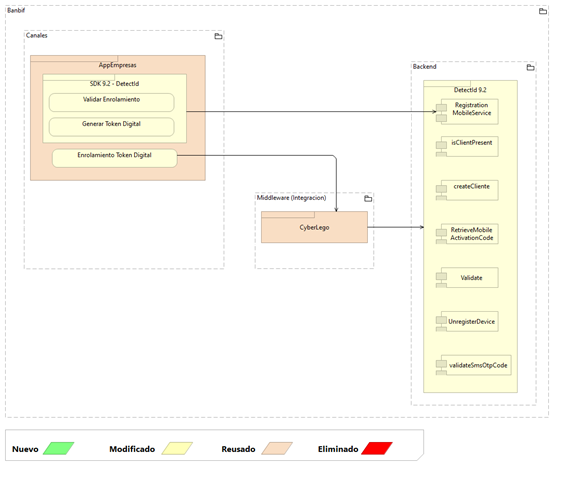 Banbif
Canales
AppEmpresas
SDK 9.2 - DetectId
Validar Enrolamiento
Generar Token Digital
Enrolamiento Token Digital
Middleware (Integracion)
CyberLego
Backend
DetectId 9.2
Registration
MobileService
isClientPresent
createCliente
RetrieveMobile
ActivationCode
Validate
UnregisterDevice
validateSmsOtpCode
Nuevo
Modificado
Reusado
Eliminado